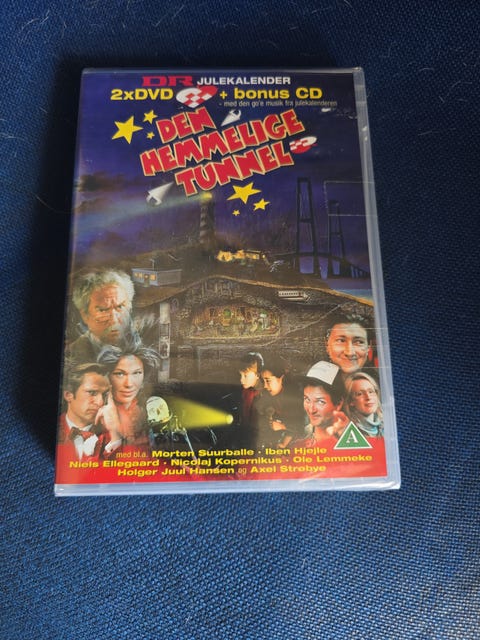 DR JULEKALENDER
2xDVD + bonus CD
- med den go'e musik fra julekalenderen
DEN
HEMMELIGE
TUNNEL
med bl.a. Morten Suurballe · Iben Hjejle
Niels Ellegaard · Nicolaj Kopernikus · Ole Lemmeke
Holger Juul Hansen og Axel Strøbye
A